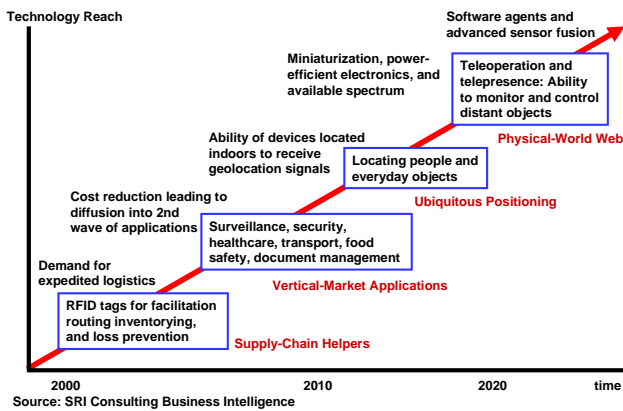 Technology Reach
Software agents and
advanced sensor fusion
Miniaturization, power-
efficient electronics, and
available spectrum
Teleoperation and
telepresence: Ability
to monitor and control
distant objects
Physical-World Web
Ability of devices located
indoors to receive
geolocation signals
Locating people and
everyday objects
Ubiquitous Positioning
Cost reduction leading to
diffusion into 2nd
wave of applications
Surveillance, security,
healthcare, transport, food
safety, document management
Vertical-Market Applications
Demand for
expedited logistics
RFID tags for facilitation
routing inventorying,
and loss prevention
Supply-Chain Helpers
2000 2010 2020 time
Source: SRI Consulting Business Intelligence